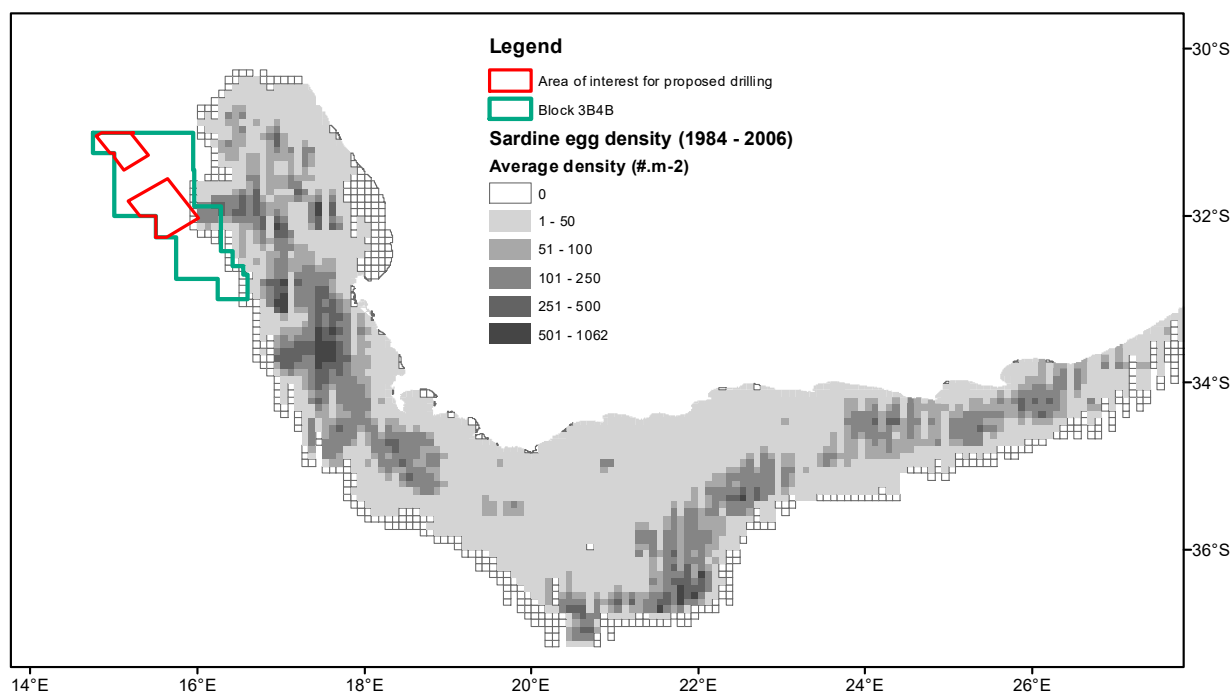 Legend
Area of interest for proposed drilling
Block 3B4B
Sardine egg density (1984 - 2006)
Average density (#.m-2)
0
1 - 50
51 - 100
101 - 250
251 - 500
501 - 1062
30°S
32°S
34°S
36°S
14°E 16°E 18°E 20°E 22°E 24°E 26°E